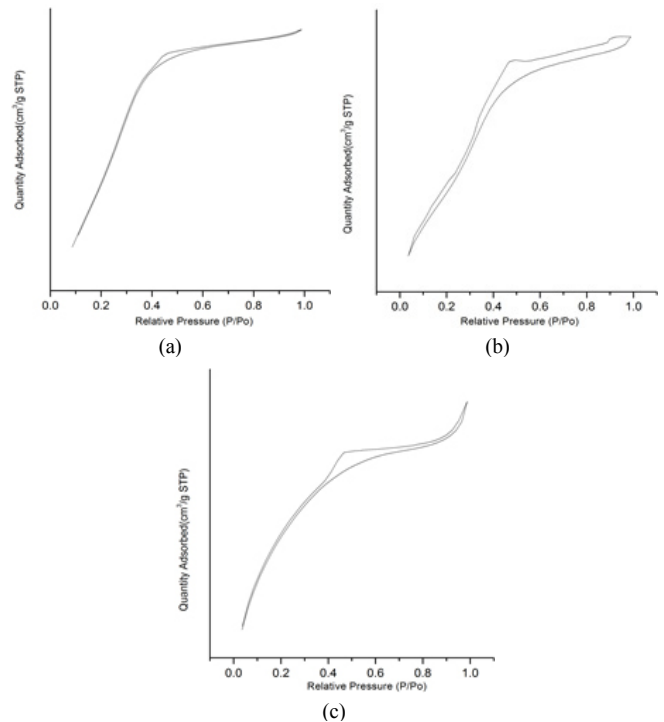 Quantity Adsorbed(cm³/g STP)
0.0 0.2 0.4 0.6 0.8 1.0
Relative Pressure (P/Po)
(a)
Quantity Adsorbed(cm³/g STP)
0.0 0.2 0.4 0.6 0.8 1.0
Relative Pressure (P/Po)
(b)
Quantity Adsorbed(cm³/g STP)
0.0 0.2 0.4 0.6 0.8 1.0
Relative Pressure (P/Po)
(c)